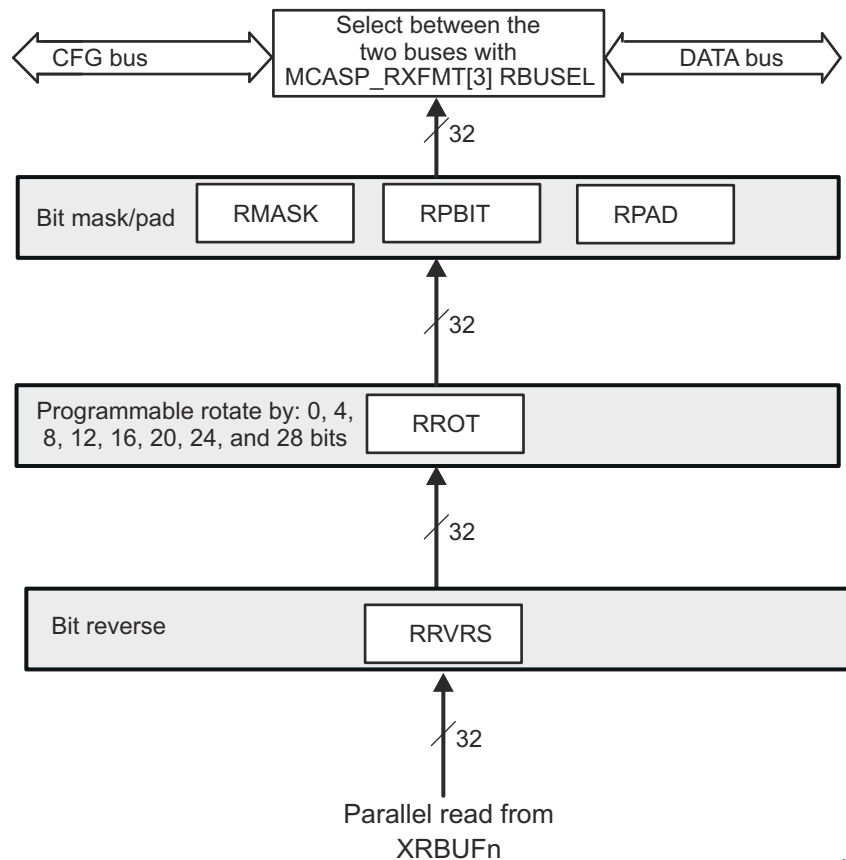 Select between the
two buses with
MCASP_RXFMT[3] RBUSEL
CFG bus
DATA bus
32
Bit mask/pad
RMASK
RPBIT
RPAD
32
Programmable rotate by: 0, 4,
8, 12, 16, 20, 24, and 28 bits
RROT
32
Bit reverse
RRVRS
32
Parallel read from
XRBUFn